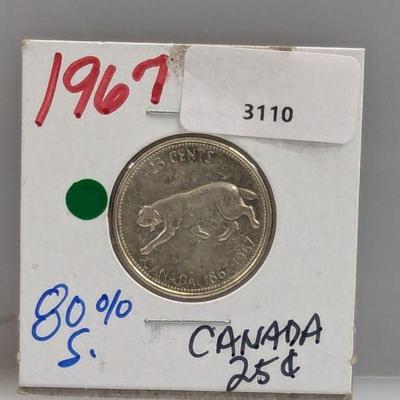 1967
3110
25 CENTS
CANADA 1867-1967
80% S.
CANADA
25¢